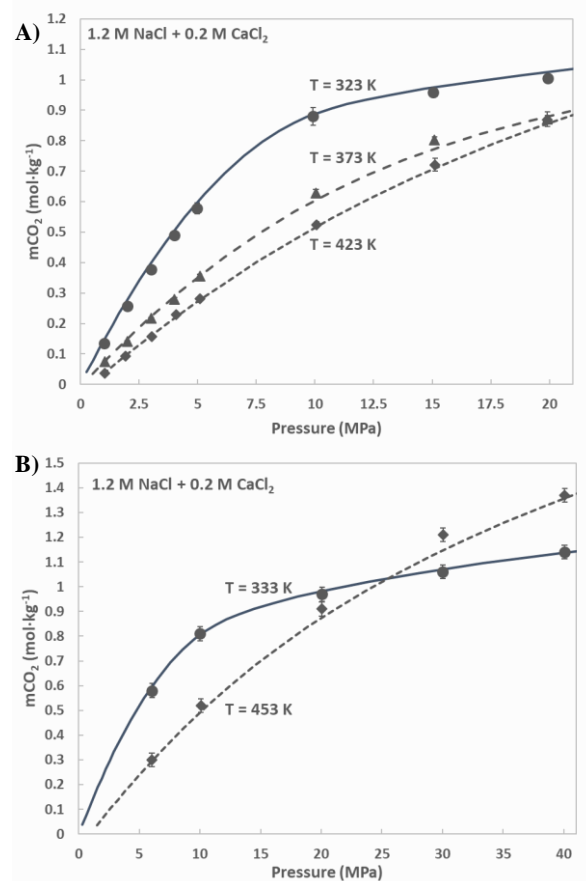 A)
1.2 M NaCl + 0.2 M CaCl₂
T = 323 K
T = 373 K
T = 423 K
mCO₂ (mol·kg⁻¹)
1.2
1.1
1
0.9
0.8
0.7
0.6
0.5
0.4
0.3
0.2
0.1
0
2.5 5 7.5 10 12.5 15 17.5 20
Pressure (MPa)
B)
1.2 M NaCl + 0.2 M CaCl₂
T = 333 K
T = 453 K
mCO₂ (mol·kg⁻¹)
1.5
1.4
1.3
1.2
1.1
1
0.9
0.8
0.7
0.6
0.5
0.4
0.3
0.2
0.1
0
0 5 10 15 20 25 30 35 40
Pressure (MPa)